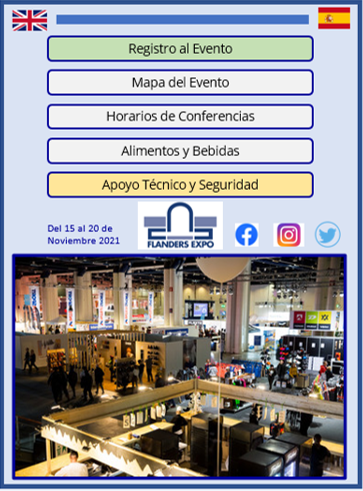 Registro al Evento
Mapa del Evento
Horarios de Conferencias
Alimentos y Bebidas
Apoyo Técnico y Seguridad
Del 15 al 20 de
Noviembre 2021
FLANDERS EXPO